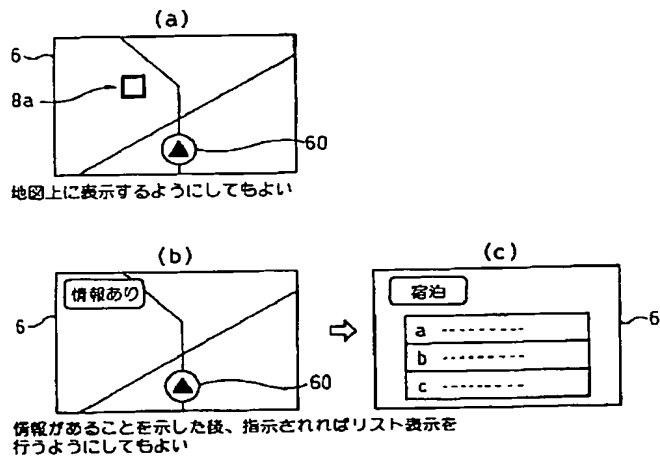 (a)
6
8a
60
地図上に表示するようにしてもよい
(b)
(c)
情報あり
宿泊
6
6
a ---------
b ---------
c ---------
60
情報があることを示した後、指示されればリスト表示を
行うようにしてもよい